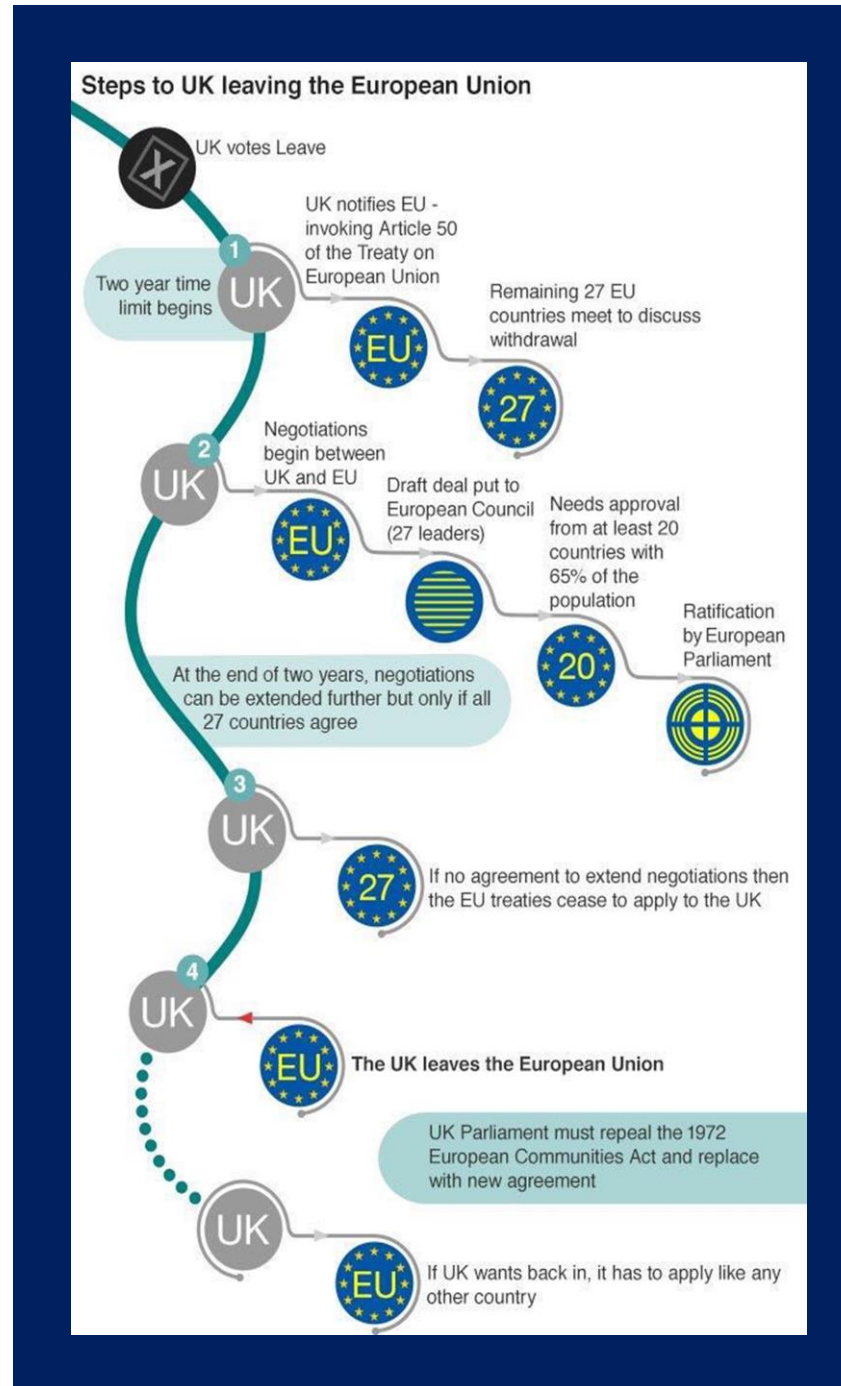 Steps to UK leaving the European Union
X
UK votes Leave
1
UK
Two year time
limit begins
UK notifies EU -
invoking Article 50
of the Treaty on
European Union
EU
Remaining 27 EU
countries meet to discuss
withdrawal
27
2
UK
Negotiations
begin between
UK and EU
EU
Draft deal put to
European Council
(27 leaders)
Needs approval
from at least 20
countries with
65% of the
population
20
Ratification
by European
Parliament
At the end of two years, negotiations
can be extended further but only if all
27 countries agree
3
UK
27
If no agreement to extend negotiations then
the EU treaties cease to apply to the UK
4
UK
EU
The UK leaves the European Union
UK Parliament must repeal the 1972
European Communities Act and replace
with new agreement
UK
EU
If UK wants back in, it has to apply like any
other country